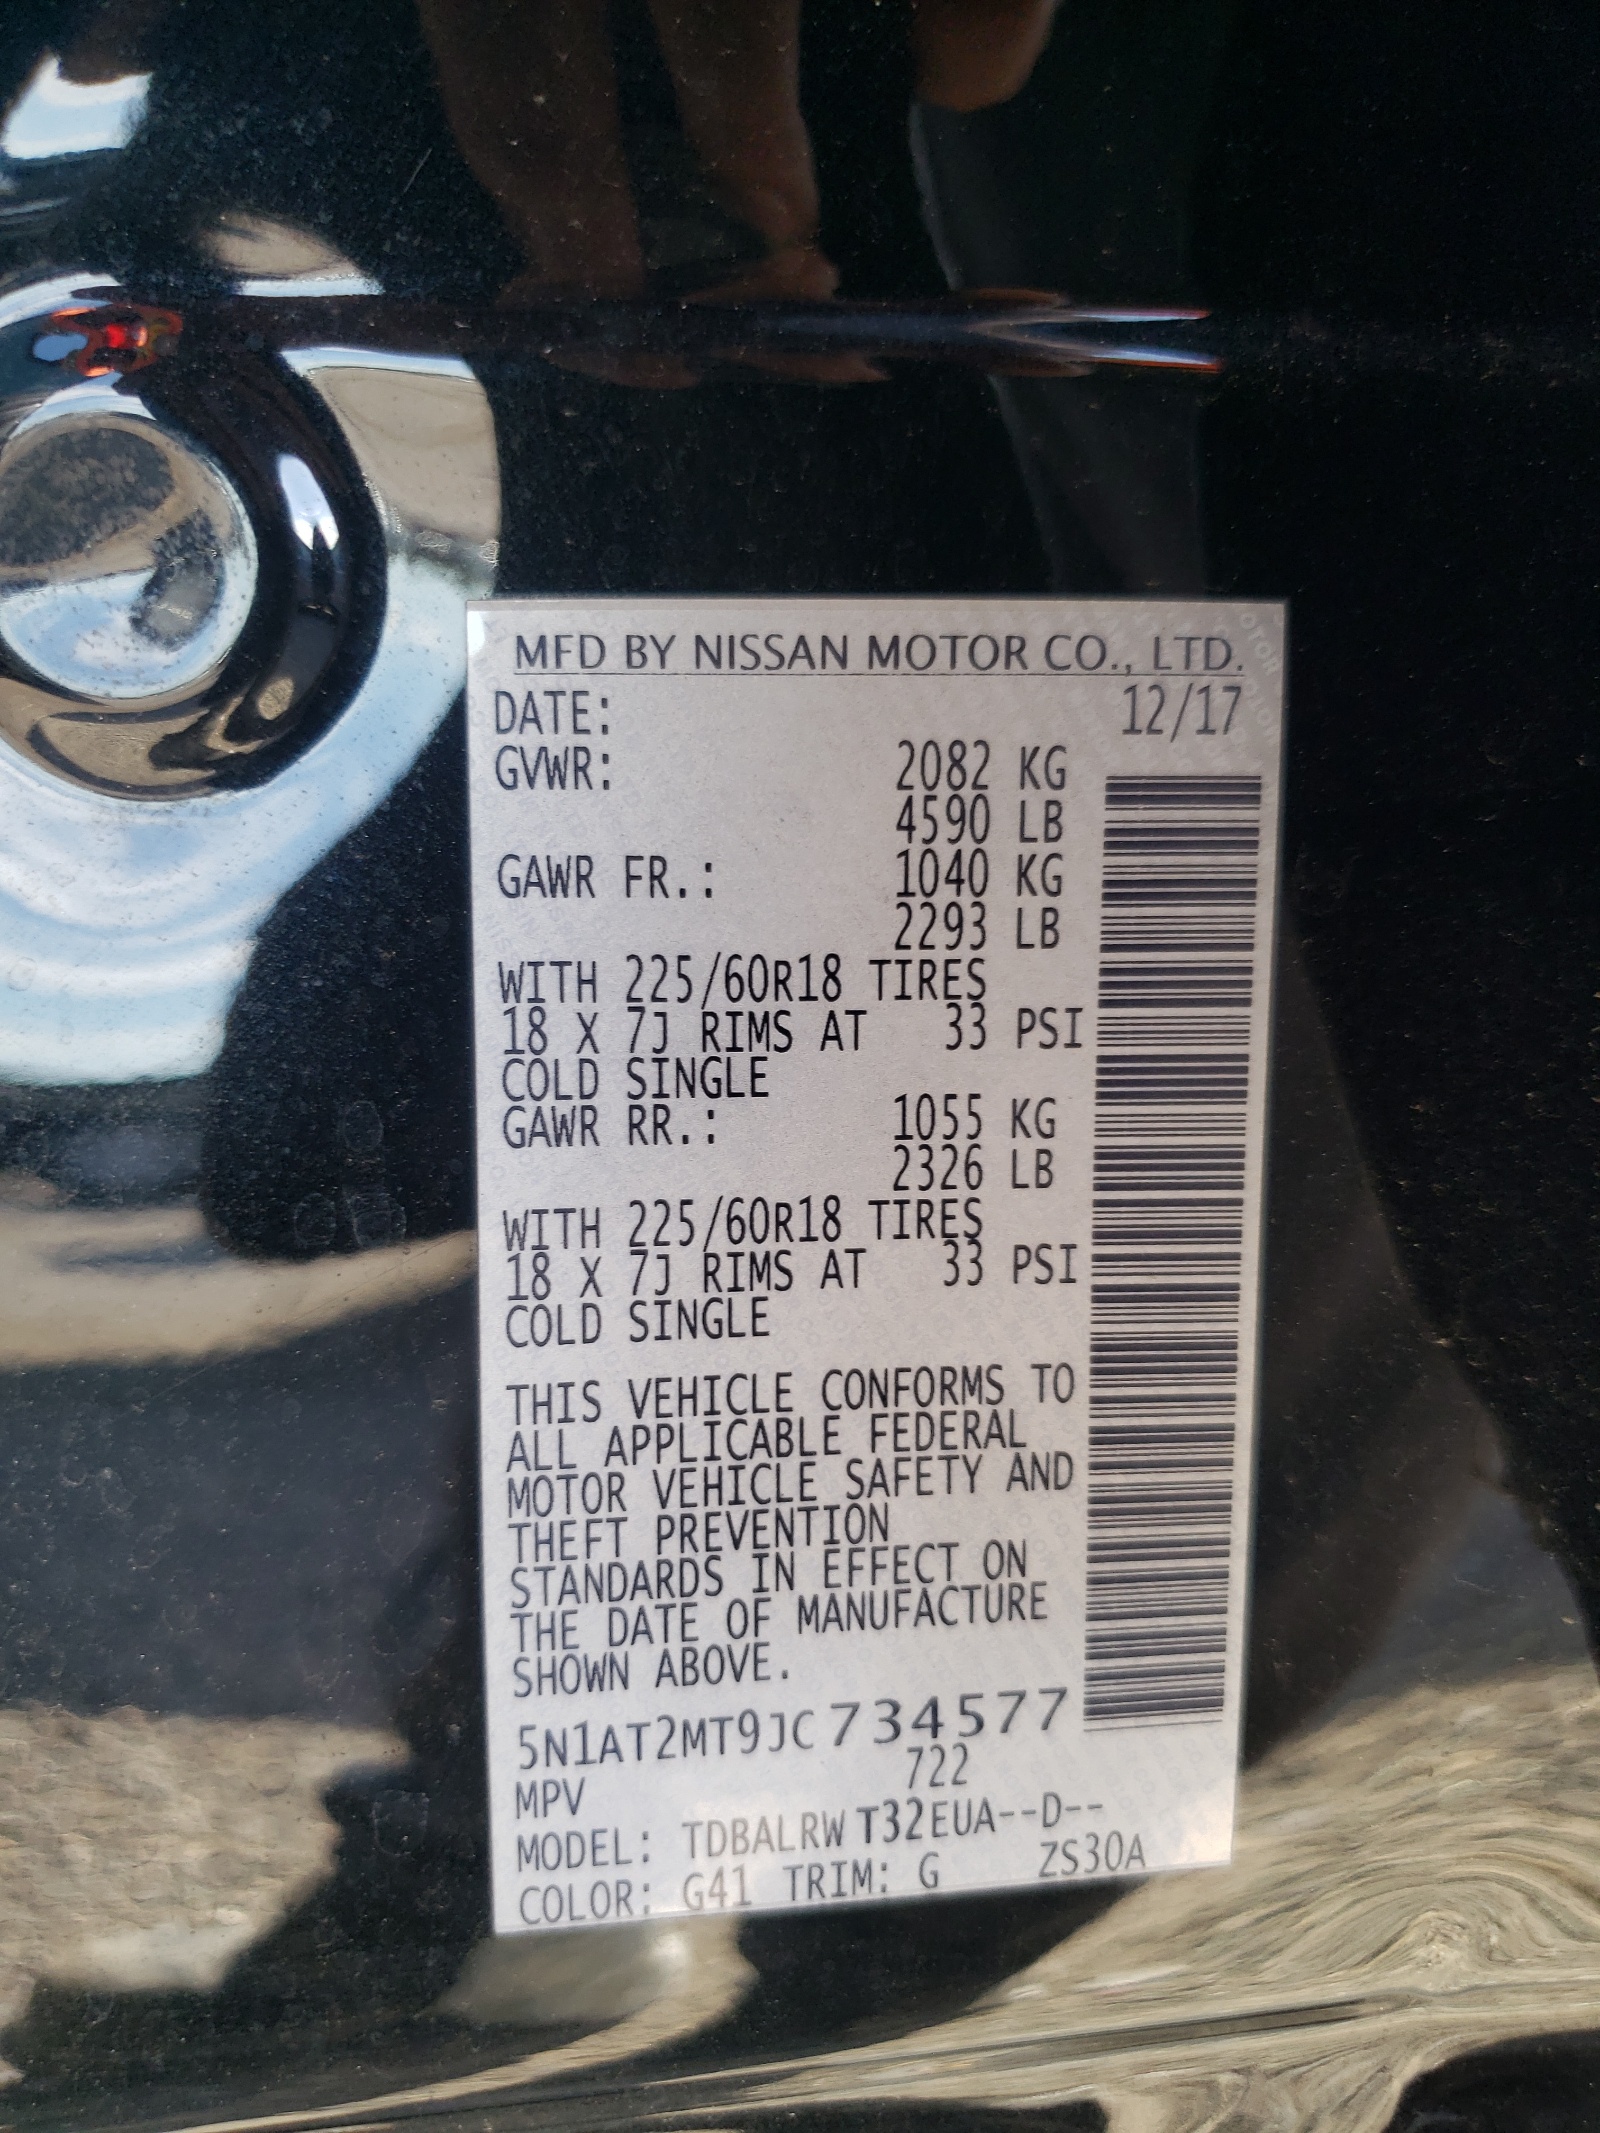 MFD BY NISSAN MOTOR CO., LTD.
DATE: 12/17
GVWR: 2082 KG
4590 LB
GAWR FR.: 1040 KG
2293 LB
WITH 225/60R18 TIRES
18 X 7J RIMS AT 33 PSI
COLD SINGLE
GAWR RR.: 1055 KG
2326 LB
WITH 225/60R18 TIRES
18 X 7J RIMS AT 33 PSI
COLD SINGLE
THIS VEHICLE CONFORMS TO
ALL APPLICABLE FEDERAL
MOTOR VEHICLE SAFETY AND
THEFT PREVENTION
STANDARDS IN EFFECT ON
THE DATE OF MANUFACTURE
SHOWN ABOVE.
5N1AT2MT9JC734577
MPV 722
MODEL: TDBALRW T32EUA--D--
COLOR: G41 TRIM: G ZS30A